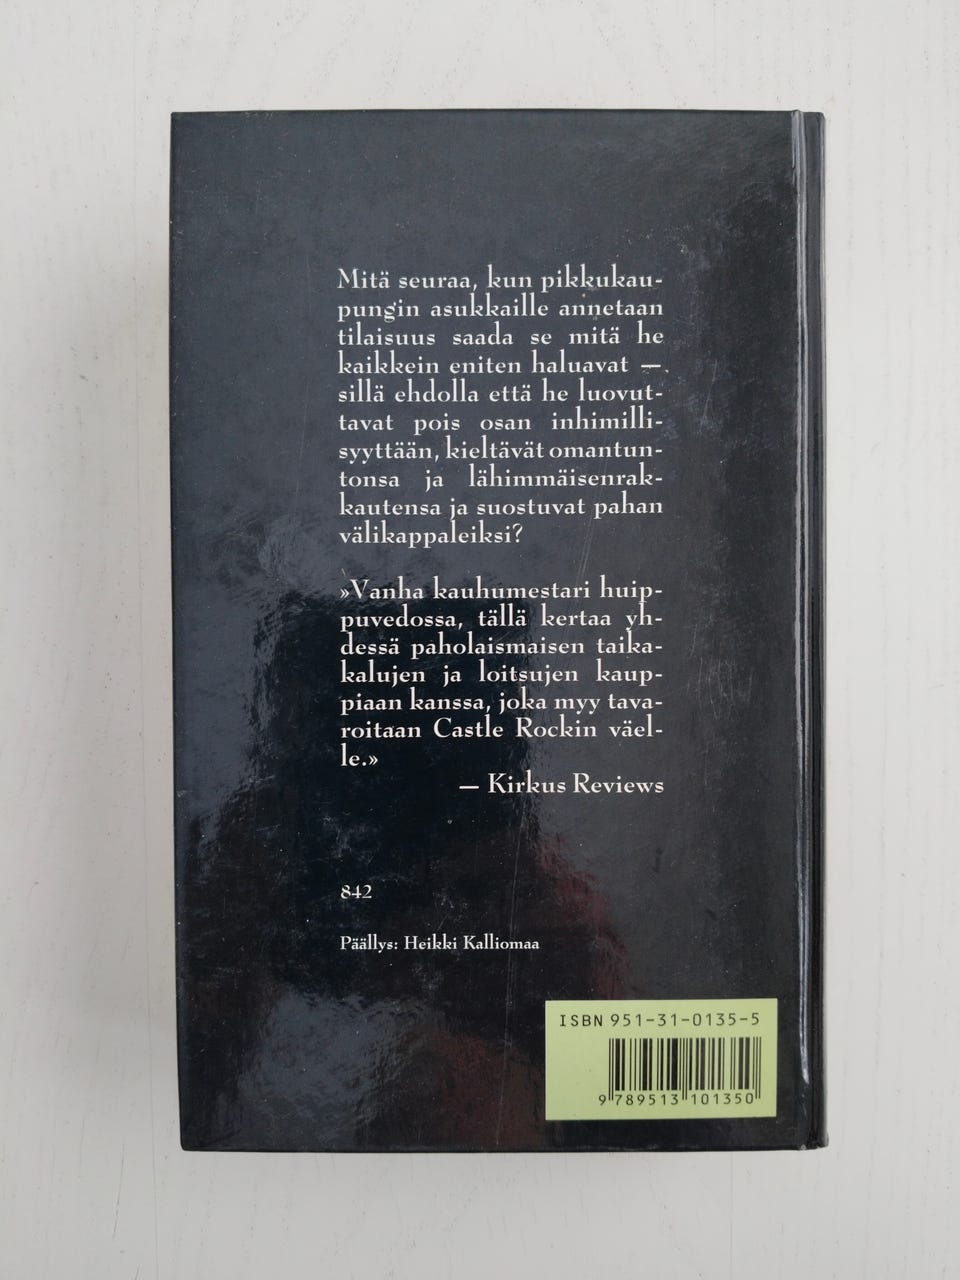 Mitä seuraa, kun pikkukau-
pungin asukkaille annetaan
tilaisuus saada se mitä he
kaikkein eniten haluavat —
sillä ehdolla että he luovut-
tavat pois osan inhimilli-
syyttään, kieltävät omantun-
tonsa ja lähimmäisenrak-
kautensa ja suostuvat pahan
välikappaleiksi?
»Vanha kauhumestari huip-
puvedossa, tällä kertaa yh-
dessä paholaismaisen taika-
kalujen ja loitsujen kaup-
piaan kanssa, joka myy tava-
roitaan Castle Rockin väel-
le.»
— Kirkus Reviews
842
Päällys: Heikki Kalliomaa
ISBN 951-31-0135-5
9 789513 101350